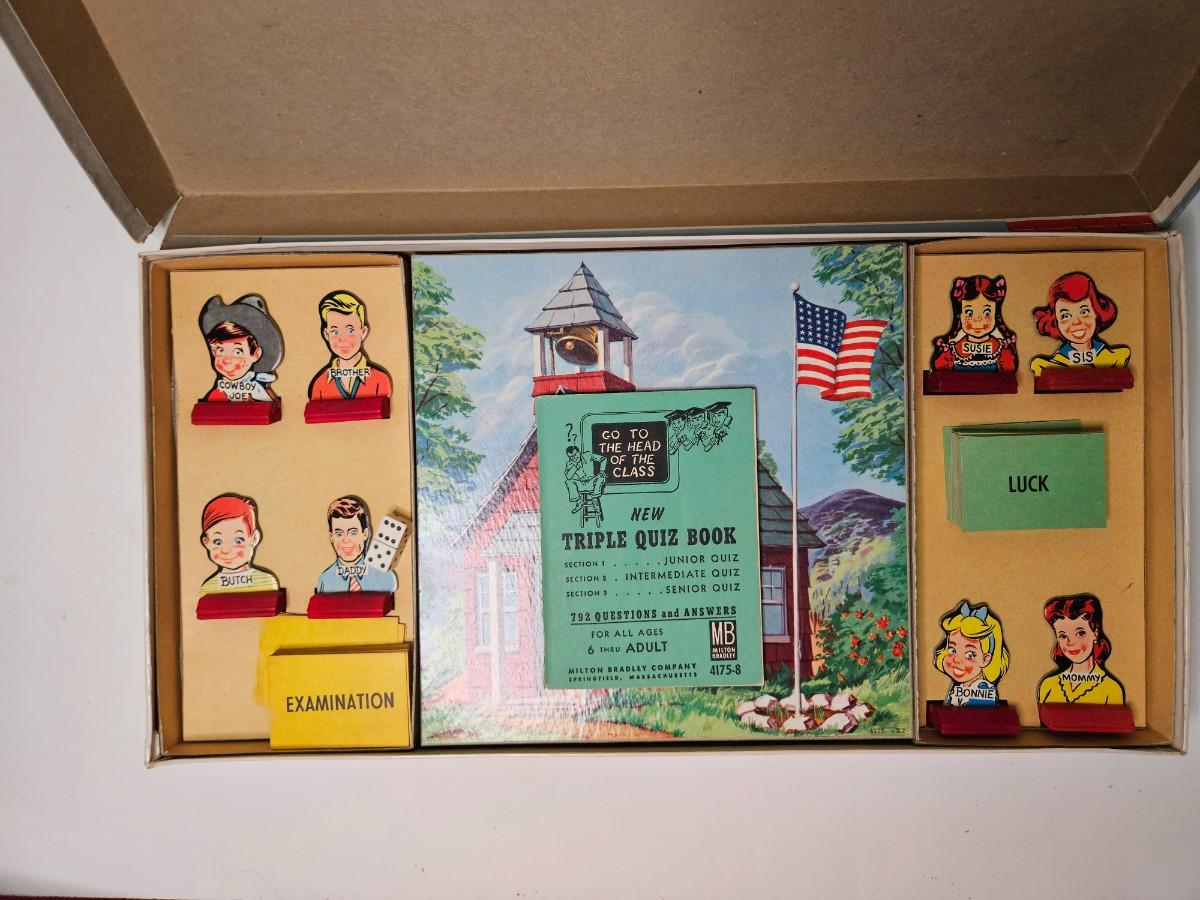 COWBOY
JOE
BROTHER
BUTCH
DADDY
EXAMINATION
?
?
GO TO
THE HEAD
OF THE
CLASS
NEW
TRIPLE QUIZ BOOK
SECTION 1 . . . . . JUNIOR QUIZ
SECTION 2 . INTERMEDIATE QUIZ
SECTION 3 . . . . . SENIOR QUIZ
792 QUESTIONS and ANSWERS
FOR ALL AGES
6 THRU ADULT
MB
MILTON
BRADLEY
MILTON BRADLEY COMPANY
SPRINGFIELD, MASSACHUSETTS
4175-8
SUSIE
SIS
LUCK
BONNIE
MOMMY